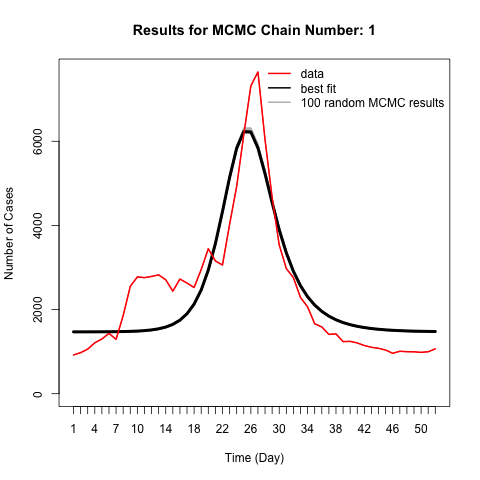 Results for MCMC Chain Number: 1
data
best fit
100 random MCMC results
Number of Cases
0
2000
4000
6000
1 4 7 10 14 18 22 26 30 34 38 42 46 50
Time (Day)